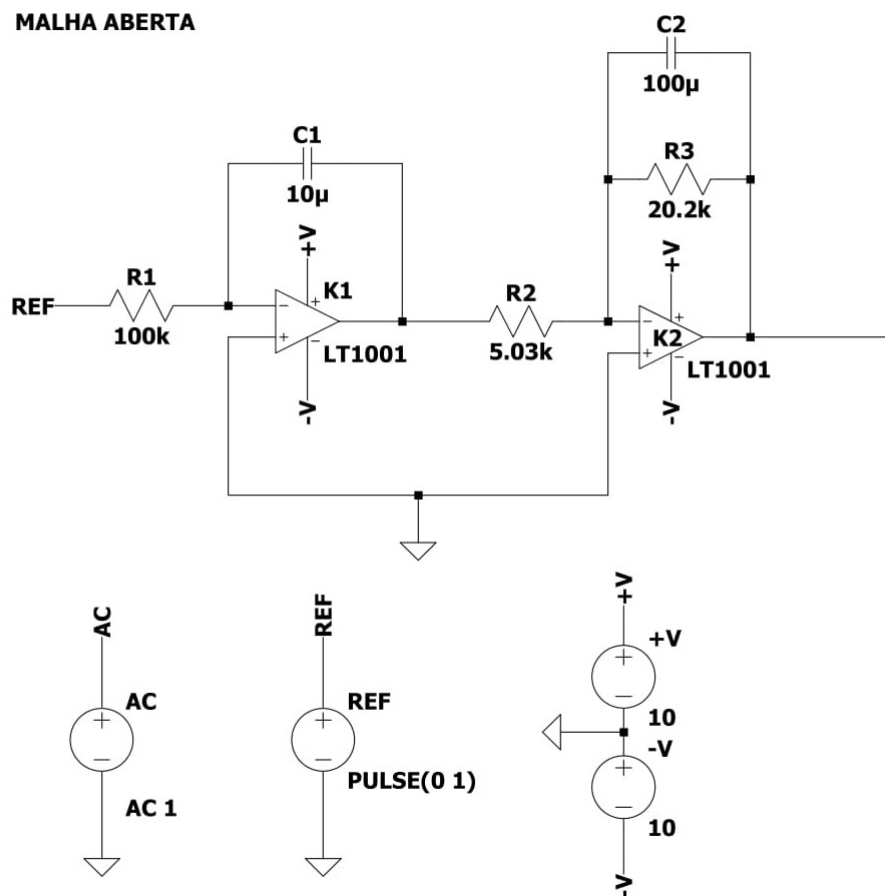 MALHA ABERTA
C2
100µ
C1
10µ
R3
20.2k
+V
+V
REF
R1
100k
K1
LT1001
R2
5.03k
K2
LT1001
-V
-V
AC
AC
AC 1
REF
REF
PULSE(0 1)
+V
+V
10
-V
10
-V